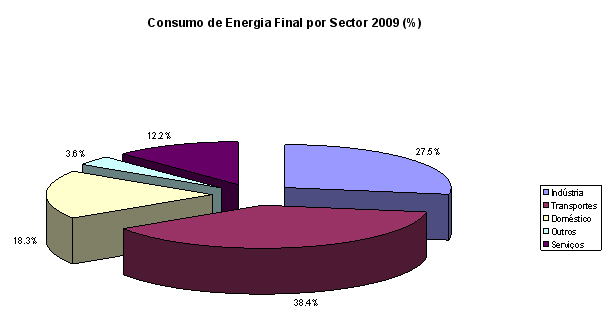 Consumo de Energia Final por Sector 2009 (%)
12.2%
3.6%
27.5%
18.3%
38.4%
Indústria
Transportes
Doméstico
Outros
Serviços